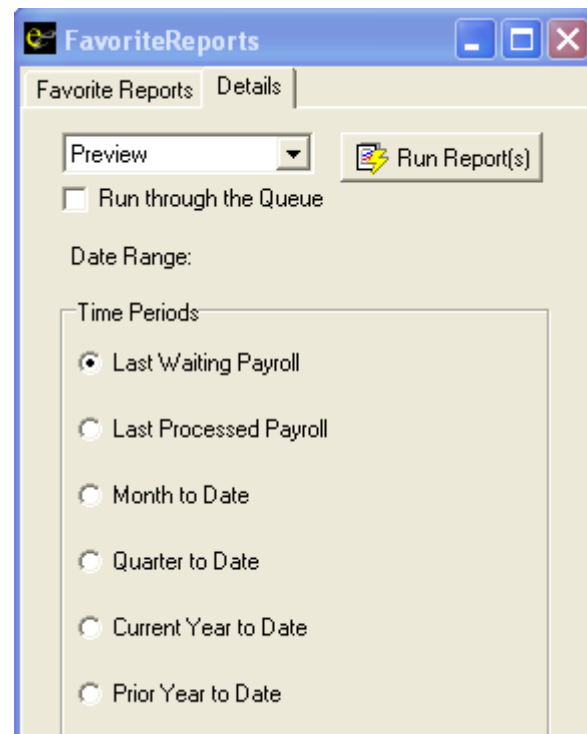 FavoriteReports
Favorite Reports Details
Preview Run Report(s)
Run through the Queue
Date Range:
Time Periods
Last Waiting Payroll
Last Processed Payroll
Month to Date
Quarter to Date
Current Year to Date
Prior Year to Date